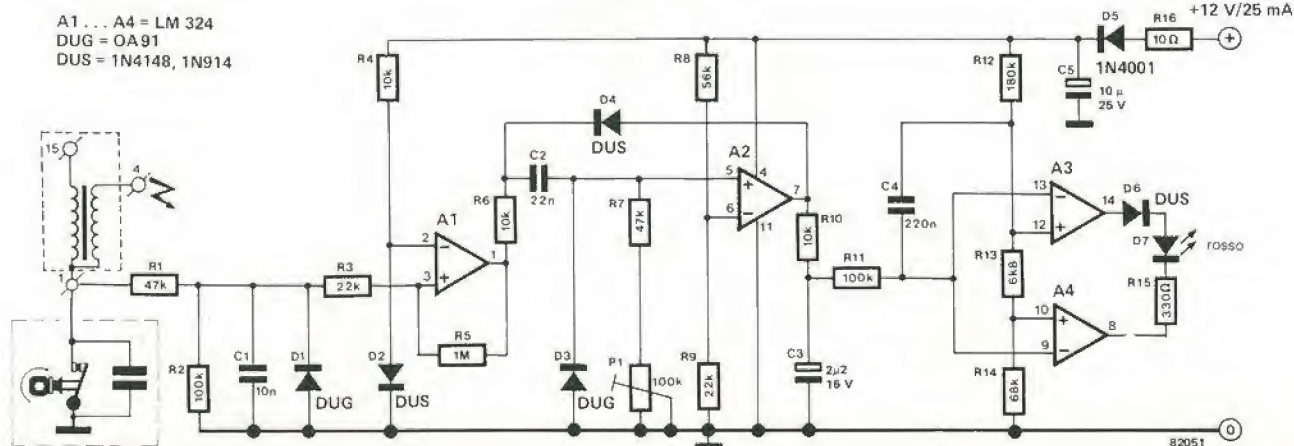 A1 . . . A4 = LM 324
DUG = OA91
DUS = 1N4148, 1N914
+12 V/25 mA
D5
R16
10Ω
1N4001
C5
10 µ
25 V
R4
10k
R8
56k
R12
180k
D4
DUS
15
4
C2
22n
R6
10k
A1
2
3
1
R5
1M
R7
47k
A2
5
6
4
7
11
R10
10k
C4
220n
R11
100k
A3
13
12
14
D6
DUS
D7
rosso
R13
6k8
A4
10
9
8
R15
330Ω
1
R1
47k
R3
22k
R2
100k
C1
10n
D1
DUG
D2
DUS
D3
DUG
P1
100k
R9
22k
C3
2µ2
16 V
R14
68k
0
82051